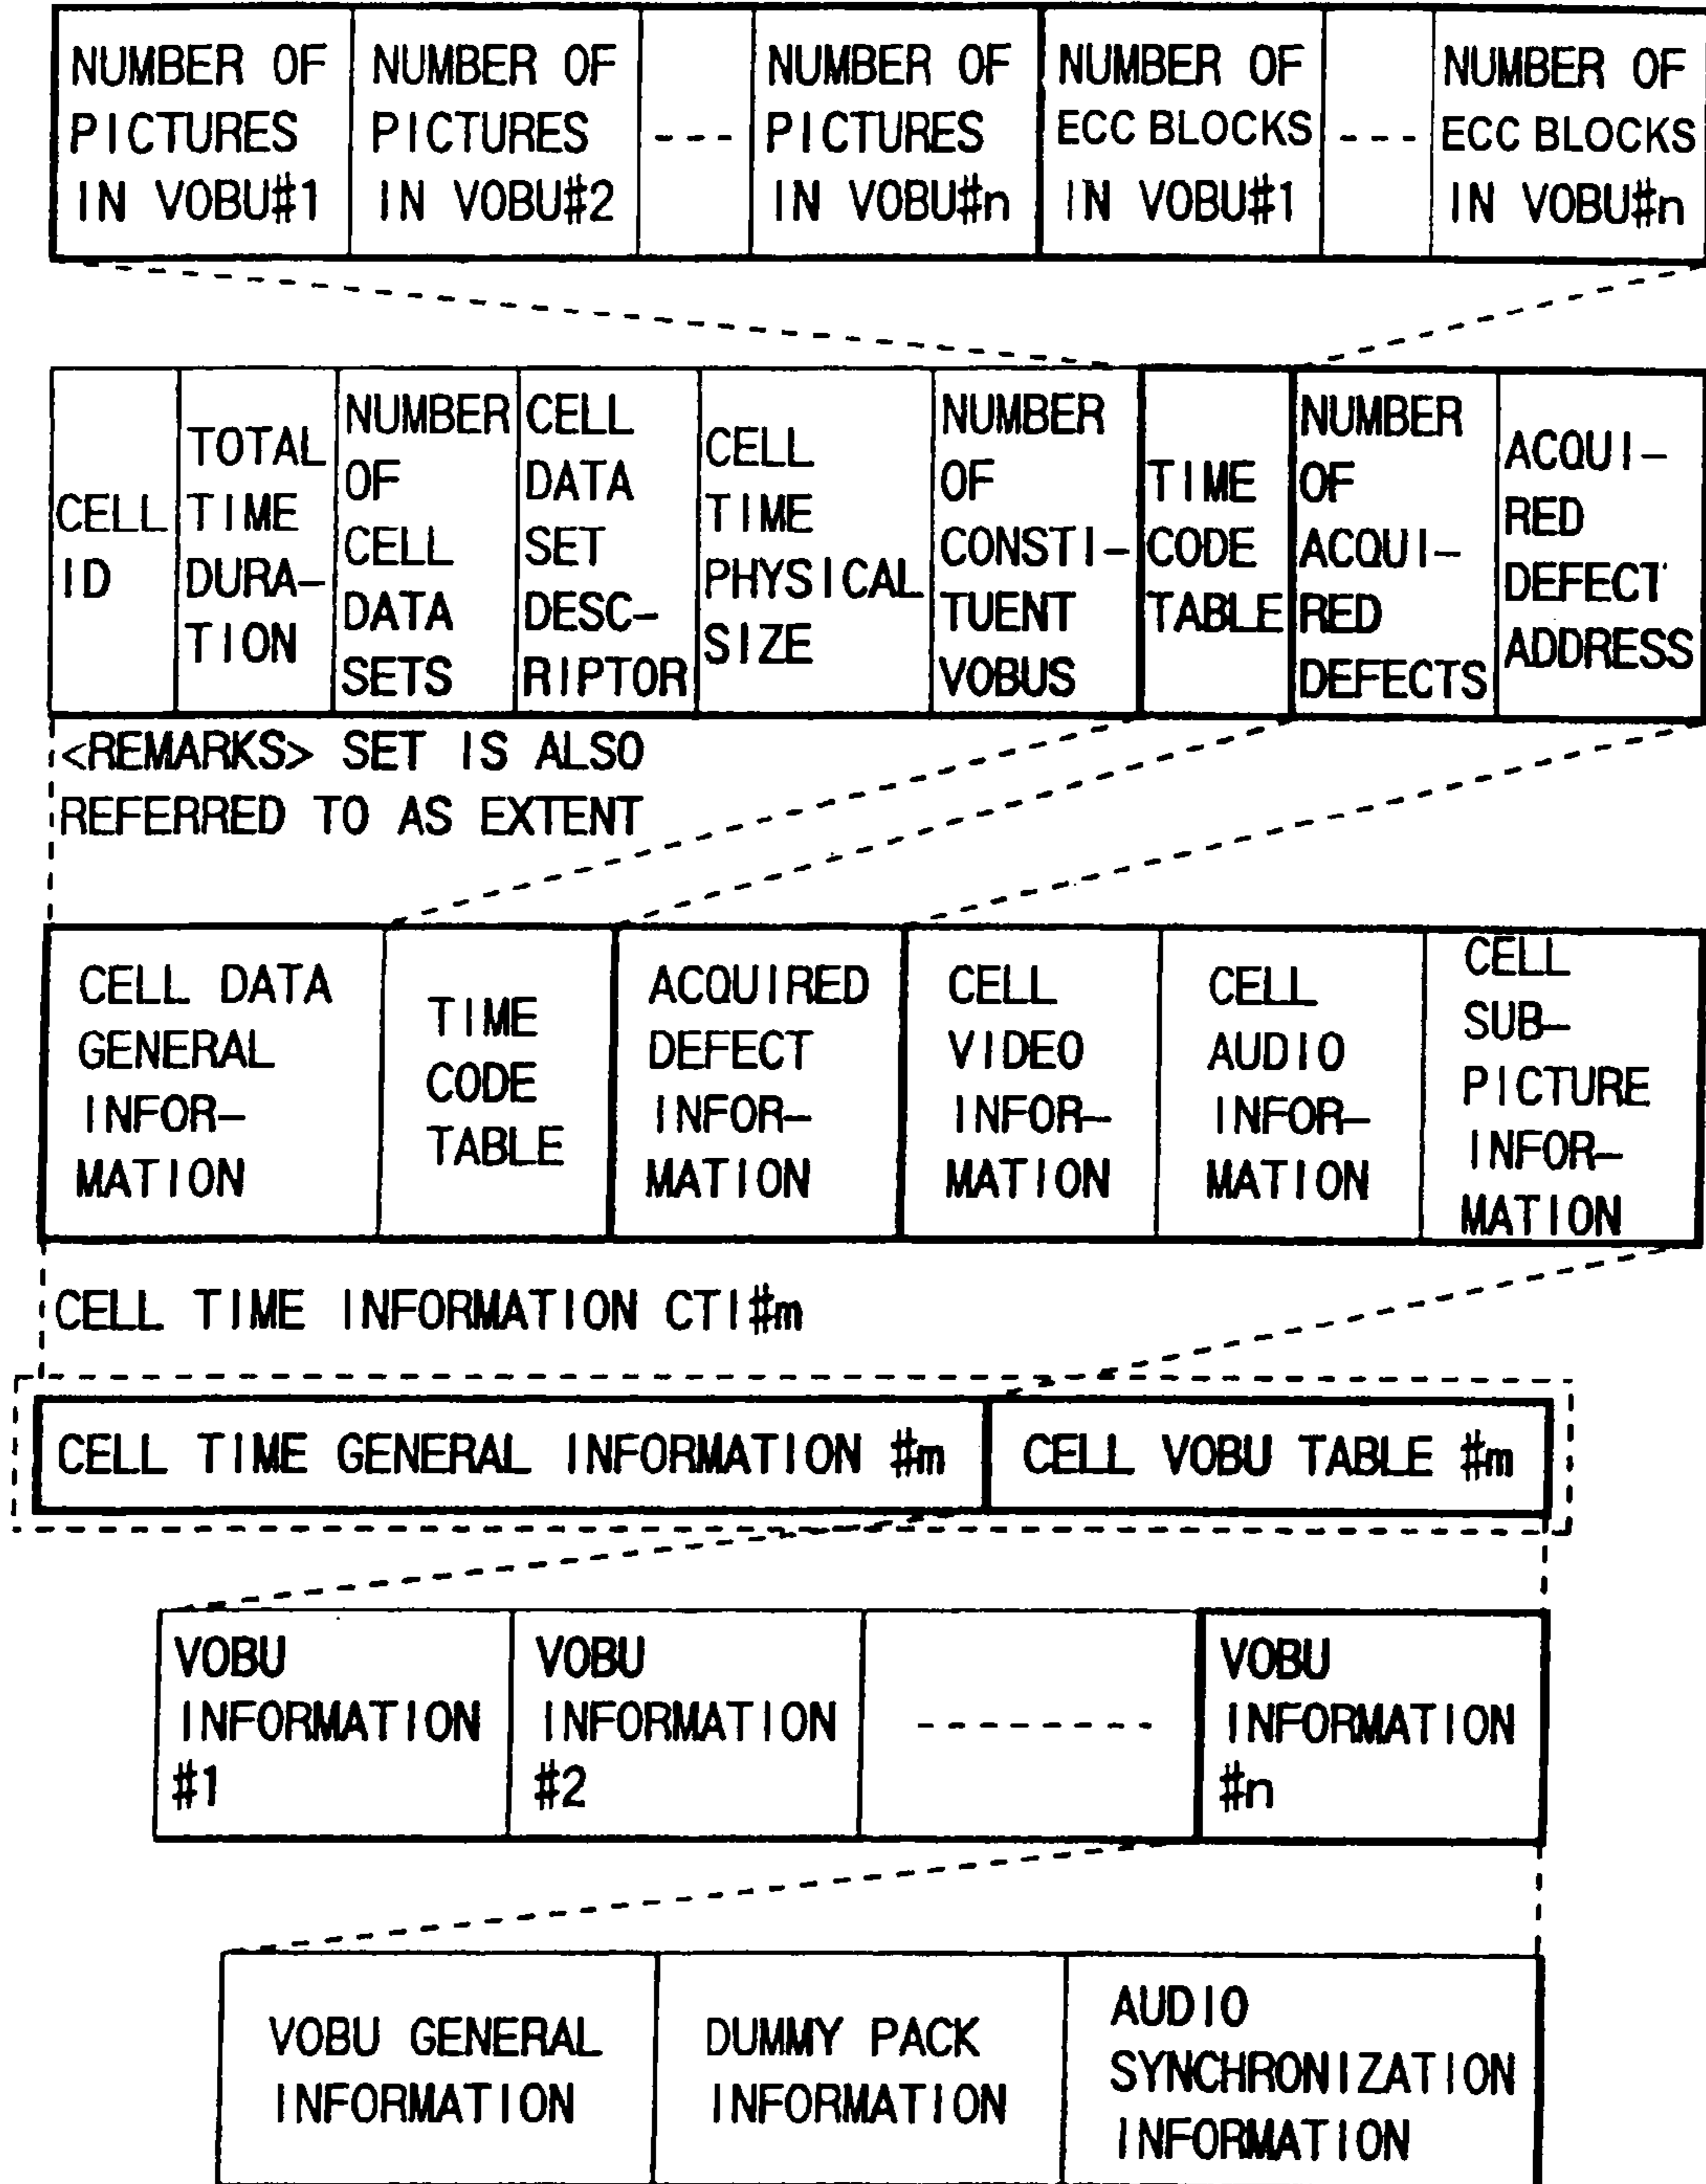 NUMBER OF
PICTURES
IN VOBU#1
NUMBER OF
PICTURES
IN VOBU#2
---
NUMBER OF
PICTURES
IN VOBU#n
NUMBER OF
ECC BLOCKS
IN VOBU#1
---
NUMBER OF
ECC BLOCKS
IN VOBU#n
CELL
ID
TOTAL
TIME
DURA-
TION
NUMBER
OF
CELL
DATA
SETS
CELL
DATA
SET
DESC-
RIPTOR
CELL
TIME
PHYSICAL
SIZE
NUMBER
OF
CONSTI-
TUENT
VOBUS
TIME
CODE
TABLE
NUMBER
OF
ACQUI-
RED
DEFECTS
ACQUI-
RED
DEFECT
ADDRESS
<REMARKS> SET IS ALSO
REFERRED TO AS EXTENT
CELL DATA
GENERAL
INFOR-
MATION
TIME
CODE
TABLE
ACQUIRED
DEFECT
INFOR-
MATION
CELL
VIDEO
INFOR-
MATION
CELL
AUDIO
INFOR-
MATION
CELL
SUB-
PICTURE
INFOR-
MATION
CELL TIME INFORMATION CTI#m
CELL TIME GENERAL INFORMATION #m
CELL VOBU TABLE #m
VOBU
INFORMATION
#1
VOBU
INFORMATION
#2
---------
VOBU
INFORMATION
#n
VOBU GENERAL
INFORMATION
DUMMY PACK
INFORMATION
AUDIO
SYNCHRONIZATION
INFORMATION